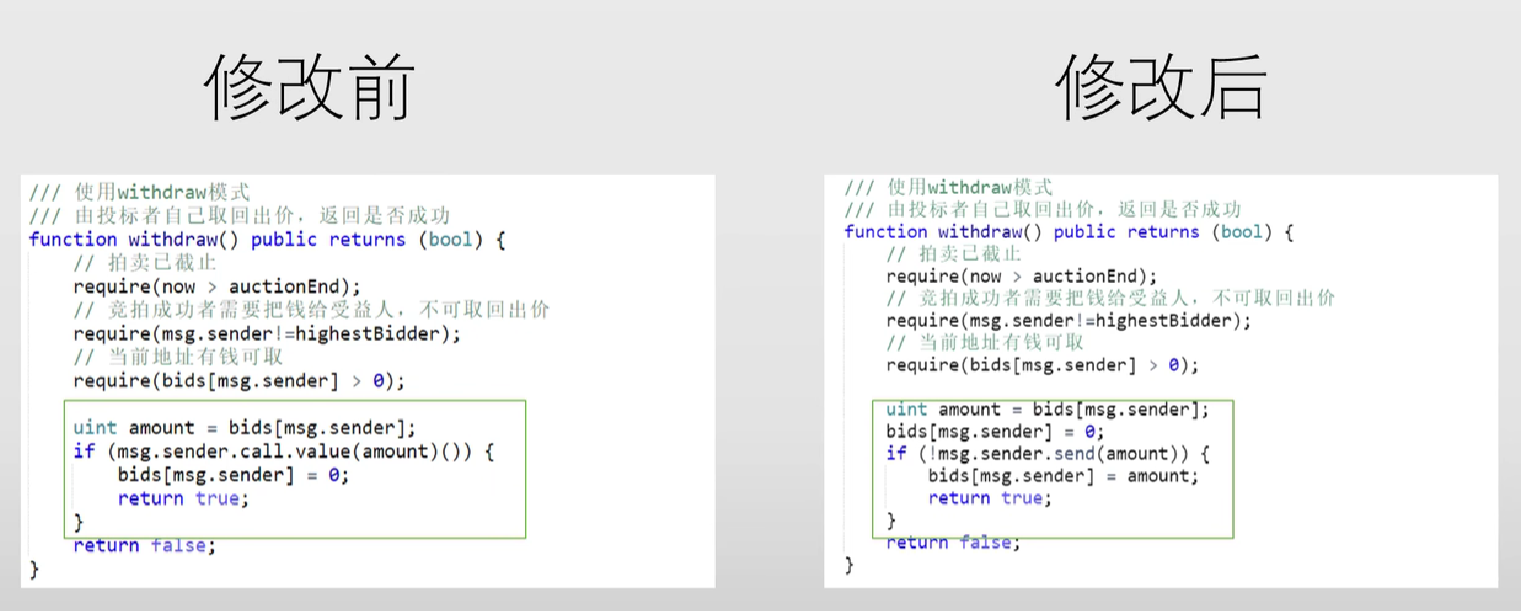 修改前
/// 使用withdraw模式
/// 由投标者自己取回出价，返回是否成功
function withdraw() public returns (bool) {
// 拍卖已截止
require(now > auctionEnd);
// 竞拍成功者需要把钱给受益人，不可取回出价
require(msg.sender!=highestBidder);
// 当前地址有钱可取
require(bids[msg.sender] > 0);
uint amount = bids[msg.sender];
if (msg.sender.call.value(amount)()) {
bids[msg.sender] = 0;
return true;
}
return false;
}
修改后
/// 使用withdraw模式
/// 由投标者自己取回出价，返回是否成功
function withdraw() public returns (bool) {
// 拍卖已截止
require(now > auctionEnd);
// 竞拍成功者需要把钱给受益人，不可取回出价
require(msg.sender!=highestBidder);
// 当前地址有钱可取
require(bids[msg.sender] > 0);
uint amount = bids[msg.sender];
bids[msg.sender] = 0;
if (!msg.sender.send(amount)) {
bids[msg.sender] = amount;
return true;
}
return false;
}